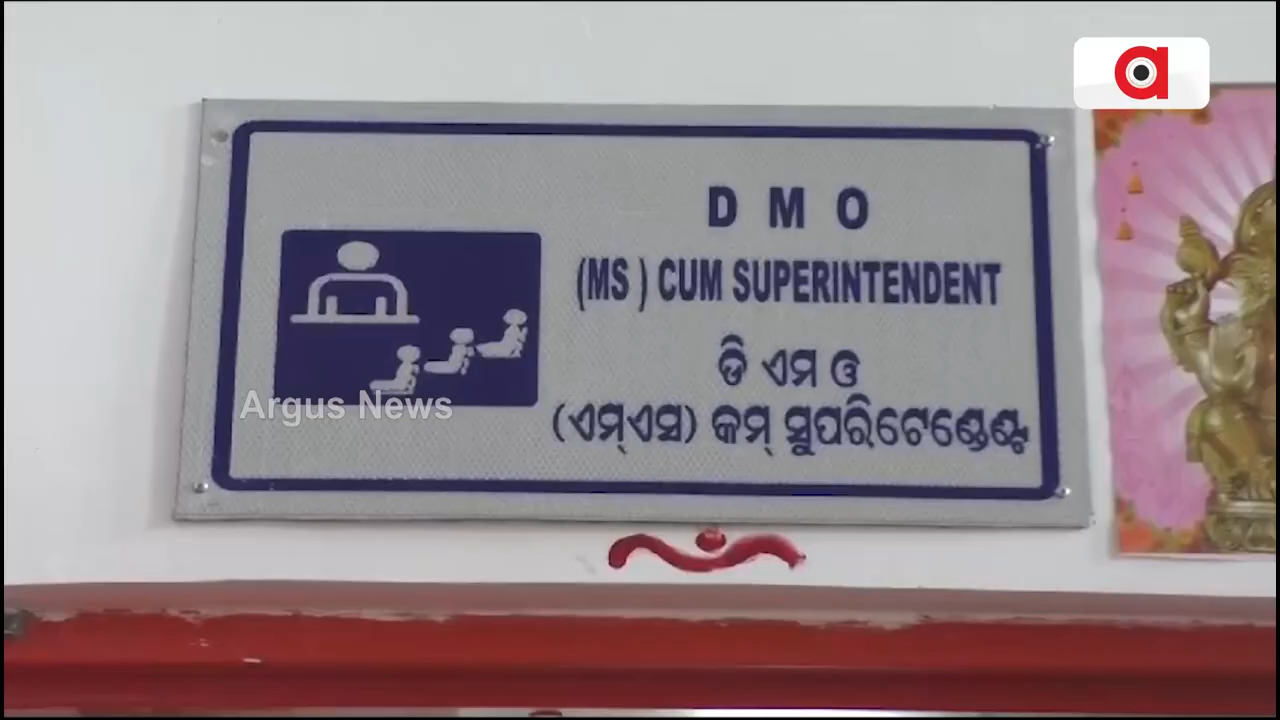 D M O
(MS ) CUM SUPERINTENDENT
ଡି ଏମ ଓ
(ଏମ୍ଏସ) କମ୍ ସୁପରି୍ଟେଣ୍ଡେଣ୍ଟ
Argus News